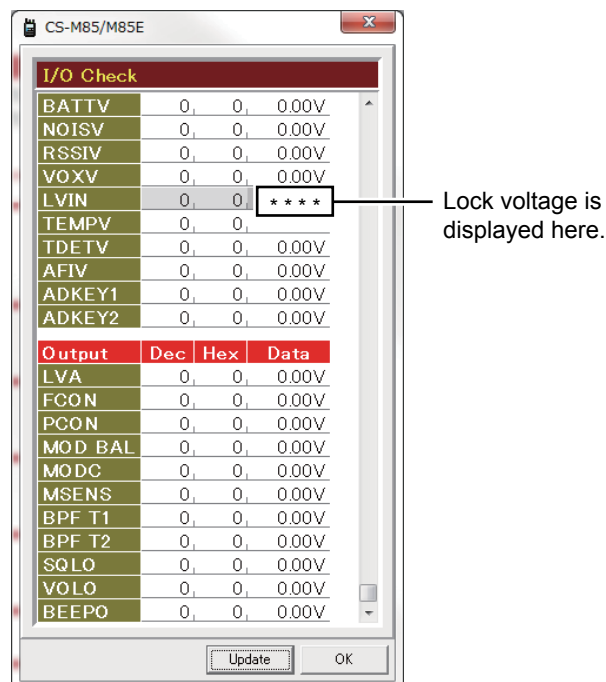 CS-M85/M85E
I/O Check
BATTV 0, 0, 0.00V
NOISV 0, 0, 0.00V
RSSIV 0, 0, 0.00V
VOXV 0, 0, 0.00V
LVIN 0, 0, ****
TEMPV 0, 0,
TDETV 0, 0, 0.00V
AFIV 0, 0, 0.00V
ADKEY1 0, 0, 0.00V
ADKEY2 0, 0, 0.00V
Output Dec Hex Data
LVA 0, 0, 0.00V
FCON 0, 0, 0.00V
PCON 0, 0, 0.00V
MOD BAL 0, 0, 0.00V
MODC 0, 0, 0.00V
MSENS 0, 0, 0.00V
BPF T1 0, 0, 0.00V
BPF T2 0, 0, 0.00V
SQLO 0, 0, 0.00V
VOLO 0, 0, 0.00V
BEEPO 0, 0, 0.00V
Update OK
Lock voltage is
displayed here.